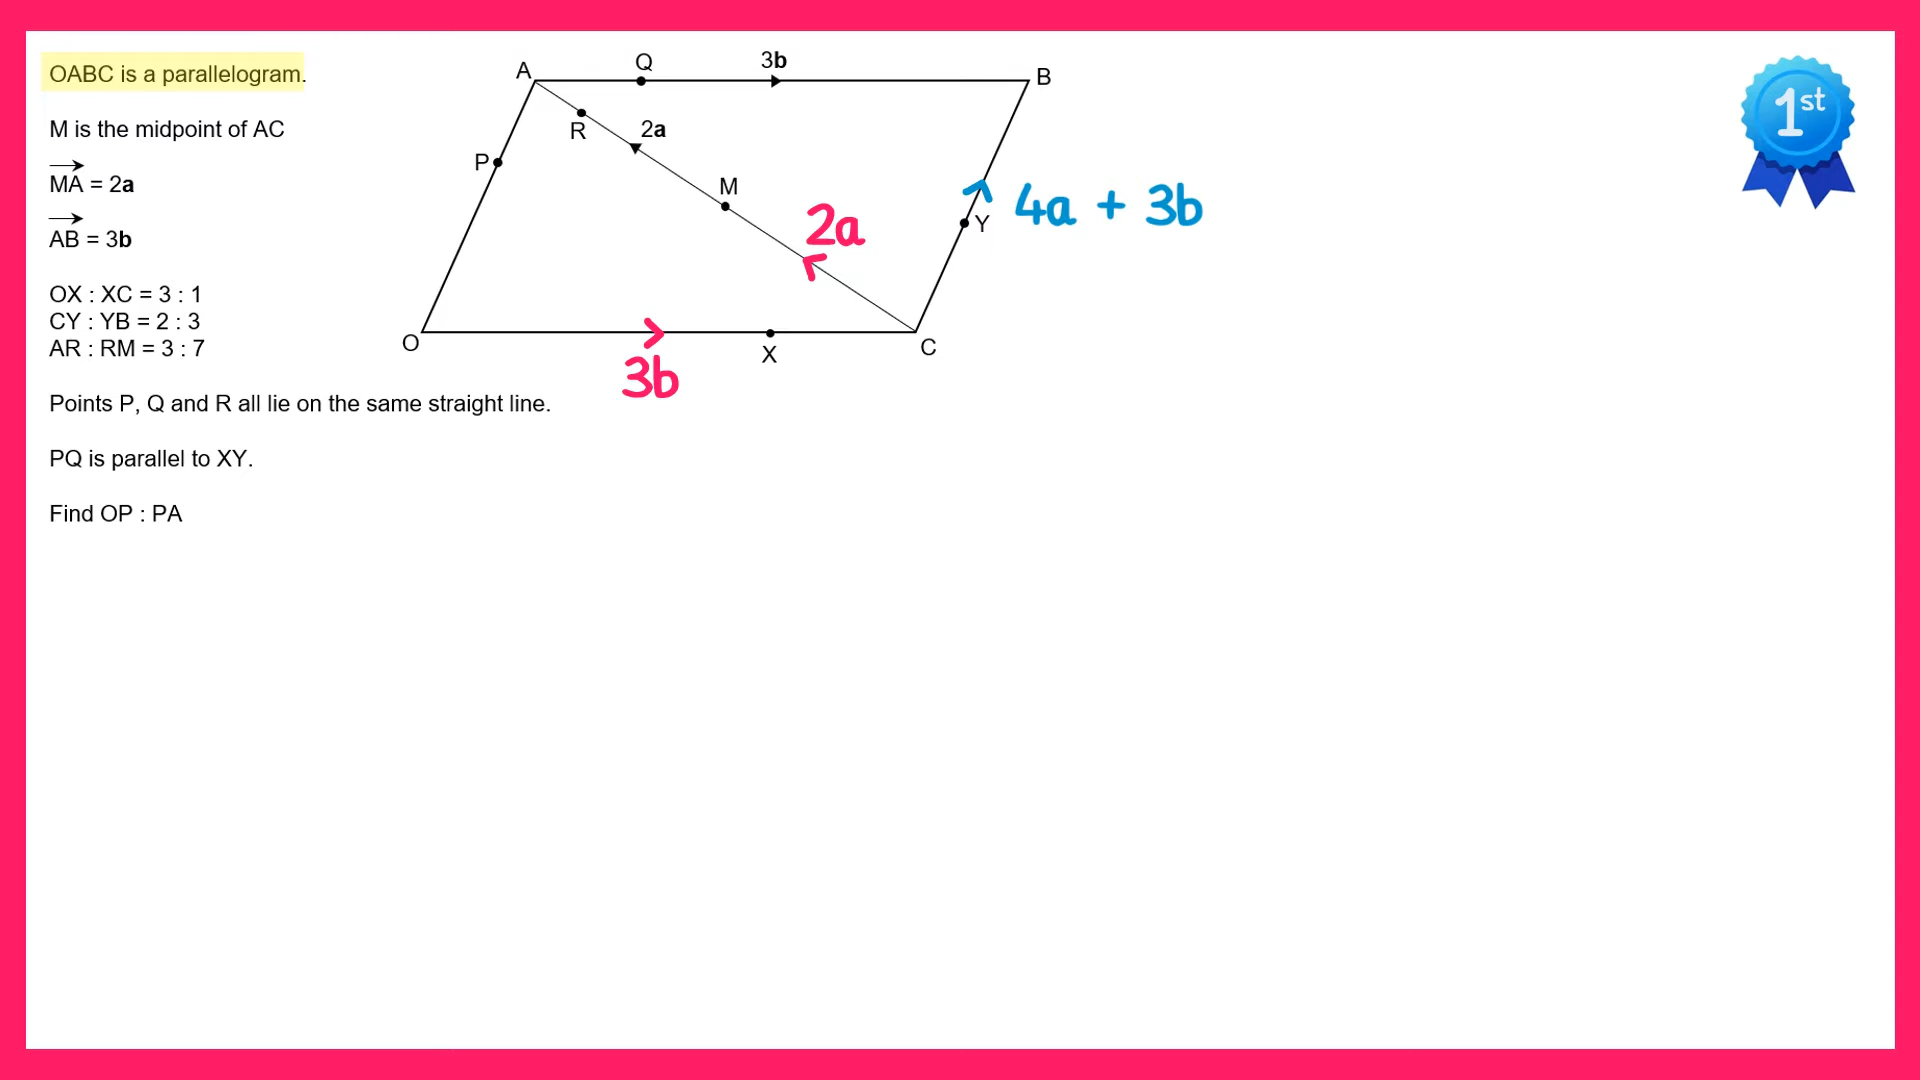 OABC is a parallelogram.
M is the midpoint of AC
MA = 2a
AB = 3b
OX : XC = 3 : 1
CY : YB = 2 : 3
AR : RM = 3 : 7
Points P, Q and R all lie on the same straight line.
PQ is parallel to XY.
Find OP : PA
A
Q
3b
B
R
2a
P
M
2a
Y
4a + 3b
O
X
C
3b
1st